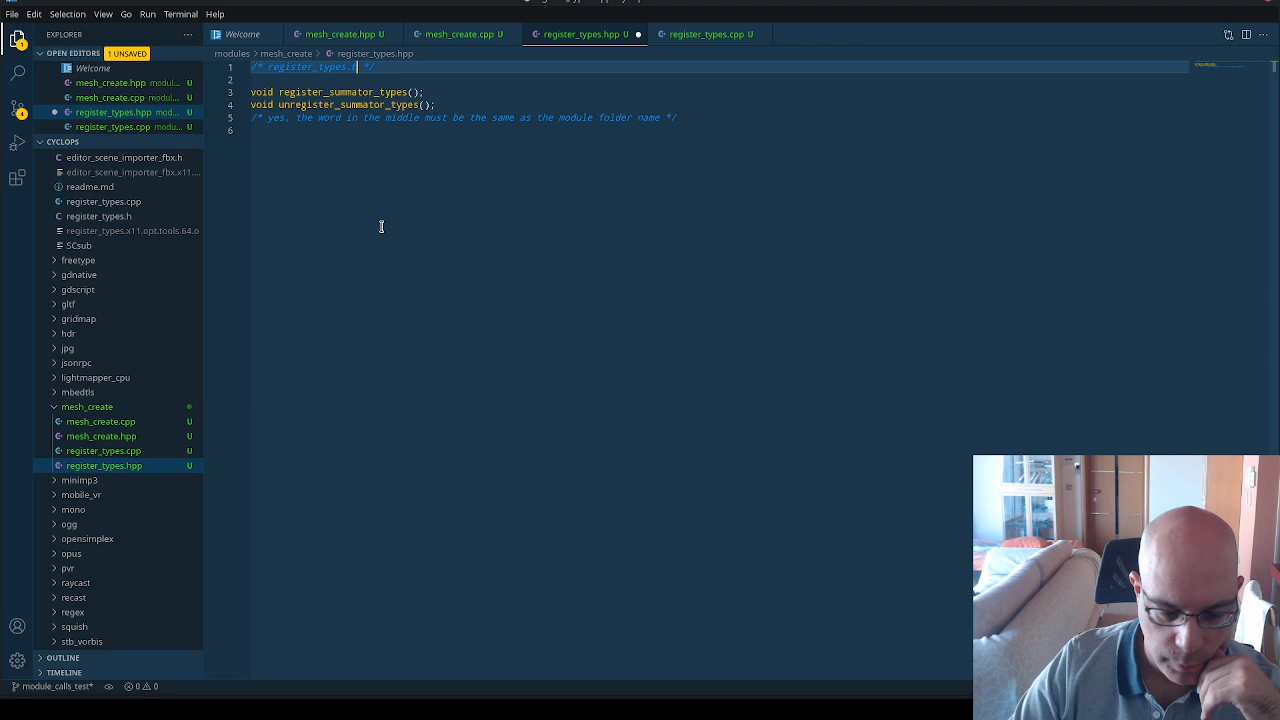 File Edit Selection View Go Run Terminal Help
EXPLORER
Welcome
mesh_create.hpp U
mesh_create.cpp U
register_types.hpp U
register_types.cpp U
OPEN EDITORS 1 UNSAVED
Welcome
mesh_create.hpp modul... U
mesh_create.cpp modul... U
register_types.hpp mod... U
register_types.cpp modu... U
modules > mesh_create > register_types.hpp
1 /* register_types.h */
2
3 void register_summator_types();
4 void unregister_summator_types();
5 /* yes, the word in the middle must be the same as the module folder name */
6
CYCLOPS
editor_scene_importer_fbx.h
editor_scene_importer_fbx.x11....
readme.md
register_types.cpp
register_types.h
register_types.x11.opt.tools.64.o
SCsub
freetype
gdnative
gdscript
gltf
gridmap
hdr
jpg
jsonrpc
lightmapper_cpu
mbedtls
mesh_create
mesh_create.cpp U
mesh_create.hpp U
register_types.cpp U
register_types.hpp U
minimp3
mobile_vr
mono
ogg
opensimplex
opus
pvr
raycast
recast
regex
squish
stb_vorbis
OUTLINE
TIMELINE
module_calls_test* 0 0
1
4